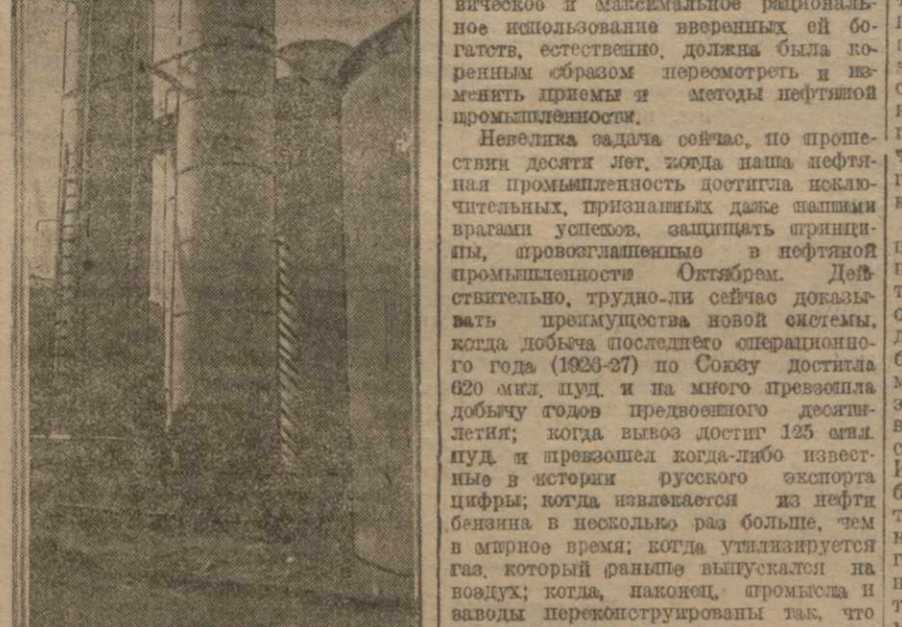 вическое и максимальное рациональ-
ное использование вверенных ей бо-
гатств, естественно, должна была ко-
ренным образом пересмотреть и из-
менить приемы и методы нефтяной
промышленности.
Невелика задача сейчас, по проше-
ствии десяти лет, когда наша нефтя-
ная промышленность достигла исклю-
чительных, признанных даже нашими
врагами успехов, защищать принци-
пы, провозглашенные в нефтяной
промышленности Октябрем. Дей-
ствительно, трудно-ли сейчас доказы-
вать преимущества новой системы,
когда добыча последнего операционно-
го года (1926-27) по Союзу достигла
620 мил. пуд. и на много превзошла
добычу годов предвоенного десяти-
летия; когда вывоз достиг 125 мил.
пуд. и превзошел когда-либо извест-
ные в истории русского экспорта
цифры; когда извлекается из нефти
бензина в несколько раз больше, чем
в мирное время; когда утилизируется
газ, который раньше выпускался на
воздух; когда, наконец, промысла и
заводы переконструированы так, что